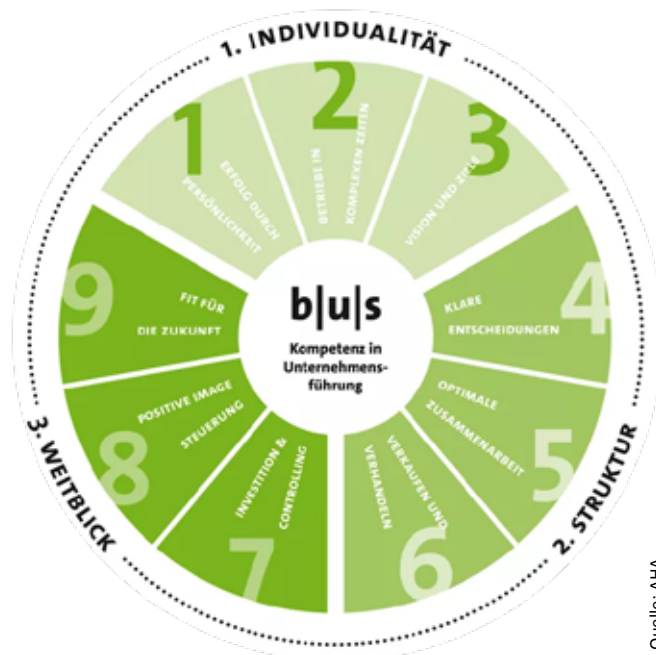 1. INDIVIDUALITÄT
1
ERFOLG DURCH
PERSÖNLICHKEIT
2
BETRIEBE IN
KOMPLEXEN ZEITEN
3
VISION UND ZIELE
4
KLARE
ENTSCHEIDUNGEN
5
OPTIMALE
ZUSAMMENARBEIT
2. STRUKTUR
6
VERKAUFEN UND
VERHANDELN
7
INVESTITION &
CONTROLLING
8
POSITIVE IMAGE
STEUERUNG
9
FIT FÜR
DIE ZUKUNFT
3. WEITBLICK
b|u|s
Kompetenz in
Unternehmens-
führung
Quelle: AHA